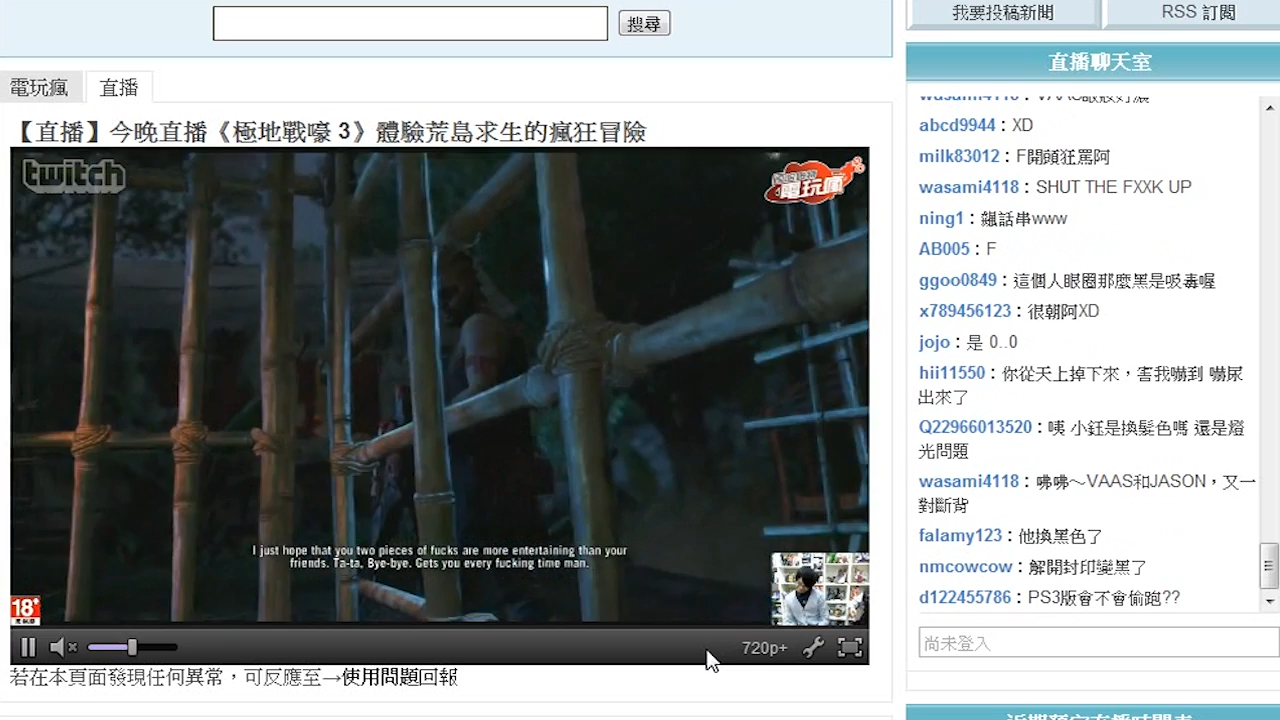 搜尋
我要投稿新聞
RSS 訂閱
電玩瘋
直播
【直播】今晚直播《極地戰嚎 3》體驗荒島求生的瘋狂冒險
twitch
電玩瘋
I just hope that you two pieces of fucks are more entertaining than your
friends. Ta-ta. Bye-bye. Gets you every fucking time man.
18+
720p+
若在本頁面發現任何異常，可反應至→使用問題回報
直播聊天室
abcd9944：XD
milk83012：F開頭狂罵阿
wasami4118：SHUT THE FXXK UP
ning1：飆話串www
AB005：F
ggoo0849：這個人眼圈那麼黑是吸毒喔
x789456123：很朝阿XD
jojo：是 0..0
hii11550：你從天上掉下來，害我嚇到 嚇尿
出來了
Q22966013520：咦 小鈺是換髮色嗎 還是燈
光問題
wasami4118：咈咈～VAAS和JASON，又一
對斷背
falamy123：他換黑色了
nmcowcow：解開封印變黑了
d122455786：PS3版會不會偷跑??
尚未登入